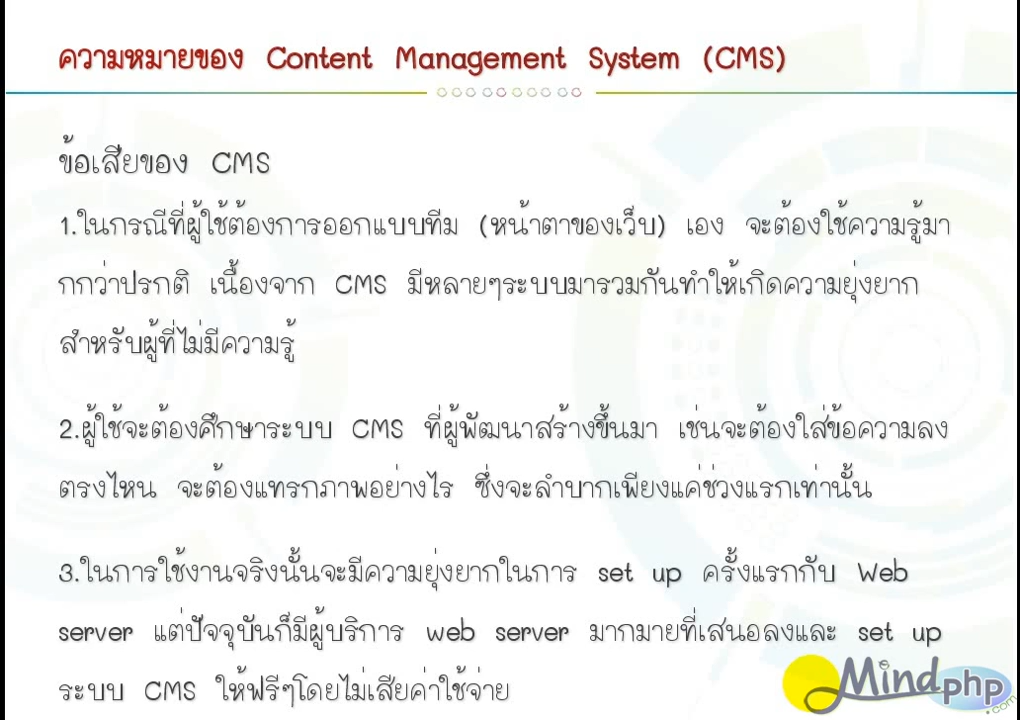 ความหมายของ Content Management System (CMS)
ข้อเสียของ CMS
1.ในกรณีที่ผู้ใช้ต้องการออกแบบทีม (หน้าตาของเว็บ) เอง จะต้องใช้ความรู้มา
กกว่าปรกติ เนื้องจาก CMS มีหลายๆระบบมารวมกันทำให้เกิดความยุ่งยาก
สำหรับผู้ที่ไม่มีความรู้
2.ผู้ใช้จะต้องศึกษาระบบ CMS ที่ผู้พัฒนาสร้างขึ้นมา เช่นจะต้องใส่ข้อความลง
ตรงไหน จะต้องแทรกภาพอย่างไร ซึ่งจะลำบากเพียงแค่ช่วงแรกเท่านั้น
3.ในการใช้งานจริงนั้นจะมีความยุ่งยากในการ set up ครั้งแรกกับ Web
server แต่ปัจจุบันก็มีผู้บริการ web server มากมายที่เสนอลงและ set up
ระบบ CMS ให้ฟรีๆโดยไม่เสียค่าใช้จ่าย
Mindphp.com